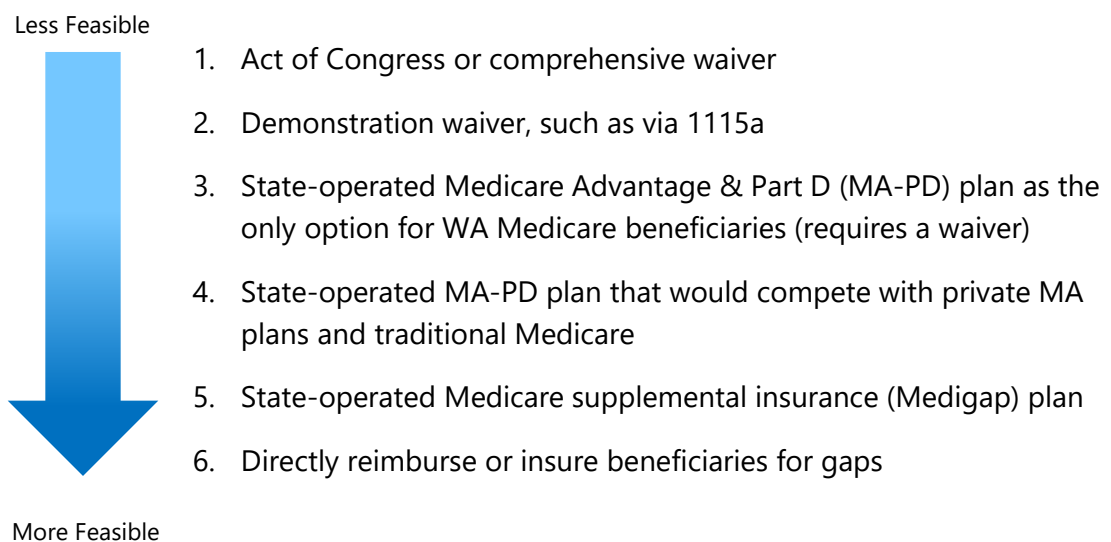 Less Feasible
1. Act of Congress or comprehensive waiver
2. Demonstration waiver, such as via 1115a
3. State-operated Medicare Advantage & Part D (MA-PD) plan as the
only option for WA Medicare beneficiaries (requires a waiver)
4. State-operated MA-PD plan that would compete with private MA
plans and traditional Medicare
5. State-operated Medicare supplemental insurance (Medigap) plan
6. Directly reimburse or insure beneficiaries for gaps
More Feasible